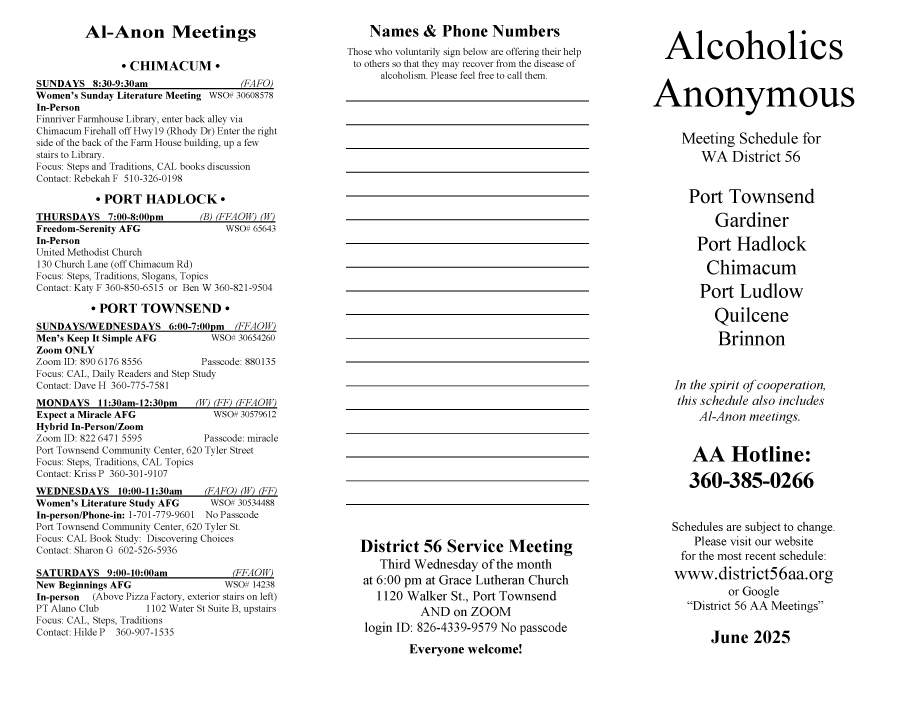 Al-Anon Meetings
• CHIMACUM •
SUNDAYS 8:30-9:30am (FAFO)
Women's Sunday Literature Meeting WSO# 30608578
In-Person
Finnriver Farmhouse Library, enter back alley via
Chimacum Firehall off Hwy19 (Rhody Dr) Enter the right
side of the back of the Farm House building, up a few
stairs to Library.
Focus: Steps and Traditions, CAL books discussion
Contact: Rebekah F 510-326-0198
• PORT HADLOCK •
THURSDAYS 7:00-8:00pm (B) (FFAOW) (W)
Freedom-Serenity AFG WSO# 65643
In-Person
United Methodist Church
130 Church Lane (off Chimacum Rd)
Focus: Steps, Traditions, Slogans, Topics
Contact: Katy F 360-850-6515 or Ben W 360-821-9504
• PORT TOWNSEND •
SUNDAYS/WEDNESDAYS 6:00-7:00pm (FFAOW)
Men's Keep It Simple AFG WSO# 30654260
Zoom ONLY
Zoom ID: 890 6176 8556 Passcode: 880135
Focus: CAL, Daily Readers and Step Study
Contact: Dave H 360-775-7581
MONDAYS 11:30am-12:30pm (W) (FF) (FFAOW)
Expect a Miracle AFG WSO# 30579612
Hybrid In-Person/Zoom
Zoom ID: 822 6471 5595 Passcode: miracle
Port Townsend Community Center, 620 Tyler Street
Focus: Steps, Traditions, CAL Topics
Contact: Kriss P 360-301-9107
WEDNESDAYS 10:00-11:30am (FAFO) (W) (FF)
Women's Literature Study AFG WSO# 30534488
In-person/Phone-in: 1-701-779-9601 No Passcode
Port Townsend Community Center, 620 Tyler St.
Focus: CAL Book Study: Discovering Choices
Contact: Sharon G 602-526-5936
SATURDAYS 9:00-10:00am (FFAOW)
New Beginnings AFG WSO# 14238
In-person (Above Pizza Factory, exterior stairs on left)
PT Alano Club 1102 Water St Suite B, upstairs
Focus: CAL, Steps, Traditions
Contact: Hilde P 360-907-1535
Names & Phone Numbers
Those who voluntarily sign below are offering their help
to others so that they may recover from the disease of
alcoholism. Please feel free to call them.
District 56 Service Meeting
Third Wednesday of the month
at 6:00 pm at Grace Lutheran Church
1120 Walker St., Port Townsend
AND on ZOOM
login ID: 826-4339-9579 No passcode
Everyone welcome!
Alcoholics
Anonymous
Meeting Schedule for
WA District 56
Port Townsend
Gardiner
Port Hadlock
Chimacum
Port Ludlow
Quilcene
Brinnon
In the spirit of cooperation,
this schedule also includes
Al-Anon meetings.
AA Hotline:
360-385-0266
Schedules are subject to change.
Please visit our website
for the most recent schedule:
www.district56aa.org
or Google
"District 56 AA Meetings"
June 2025